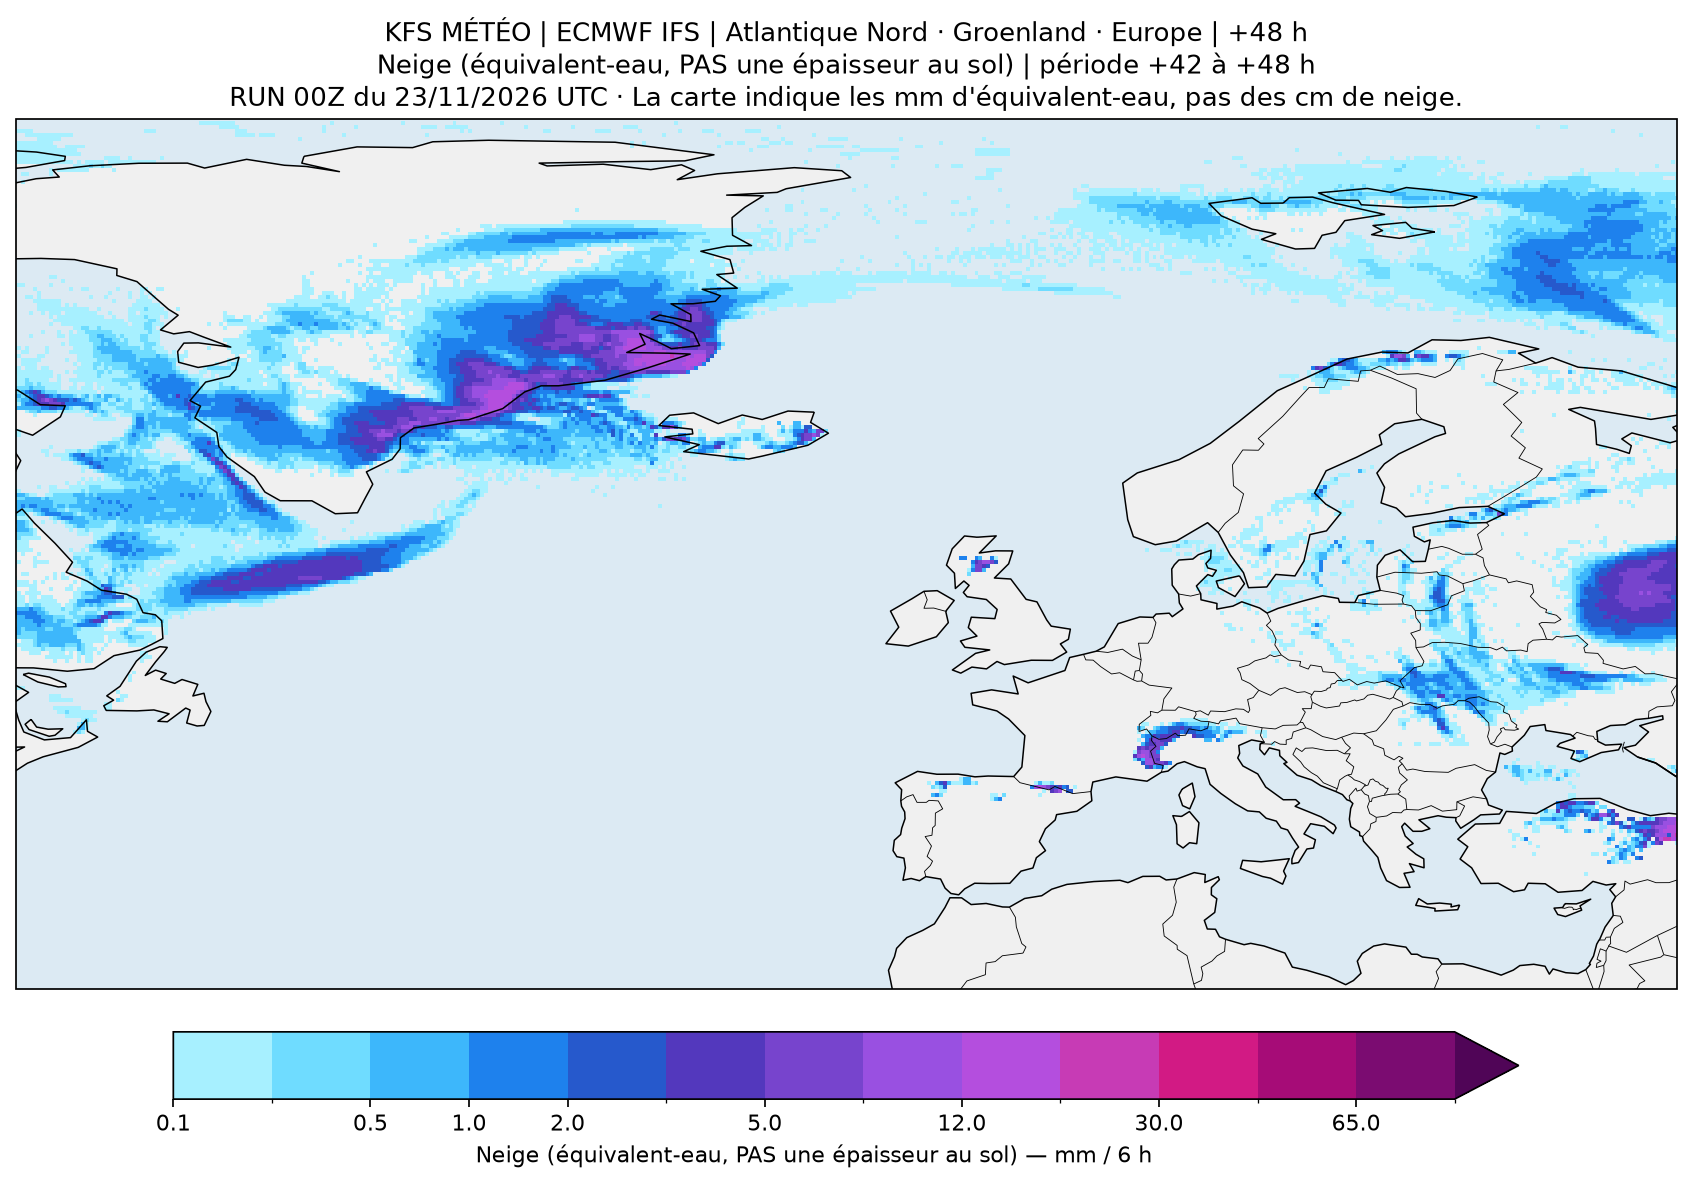 KFS MÉTÉO | ECMWF IFS | Atlantique Nord · Groenland · Europe | +48 h
Neige (équivalent-eau, PAS une épaisseur au sol) | période +42 à +48 h
RUN 00Z du 23/11/2026 UTC · La carte indique les mm d'équivalent-eau, pas des cm de neige.
0.1 0.5 1.0 2.0 5.0 12.0 30.0 65.0
Neige (équivalent-eau, PAS une épaisseur au sol) — mm / 6 h